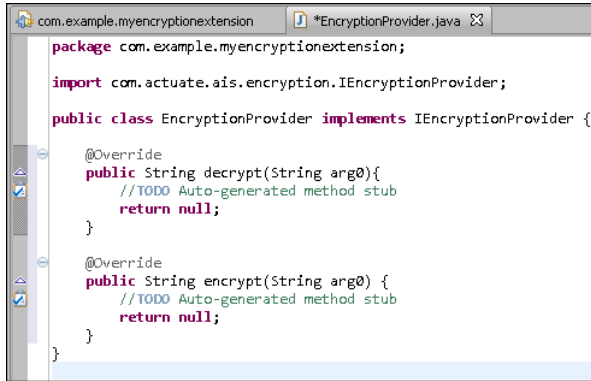 com.example.myencryptionextension
*EncryptionProvider.java
package com.example.myencryptionextension;
import com.actuate.ais.encryption.IEncryptionProvider;
public class EncryptionProvider implements IEncryptionProvider {
@Override
public String decrypt(String arg0){
//TODO Auto-generated method stub
return null;
}
@Override
public String encrypt(String arg0) {
//TODO Auto-generated method stub
return null;
}
}